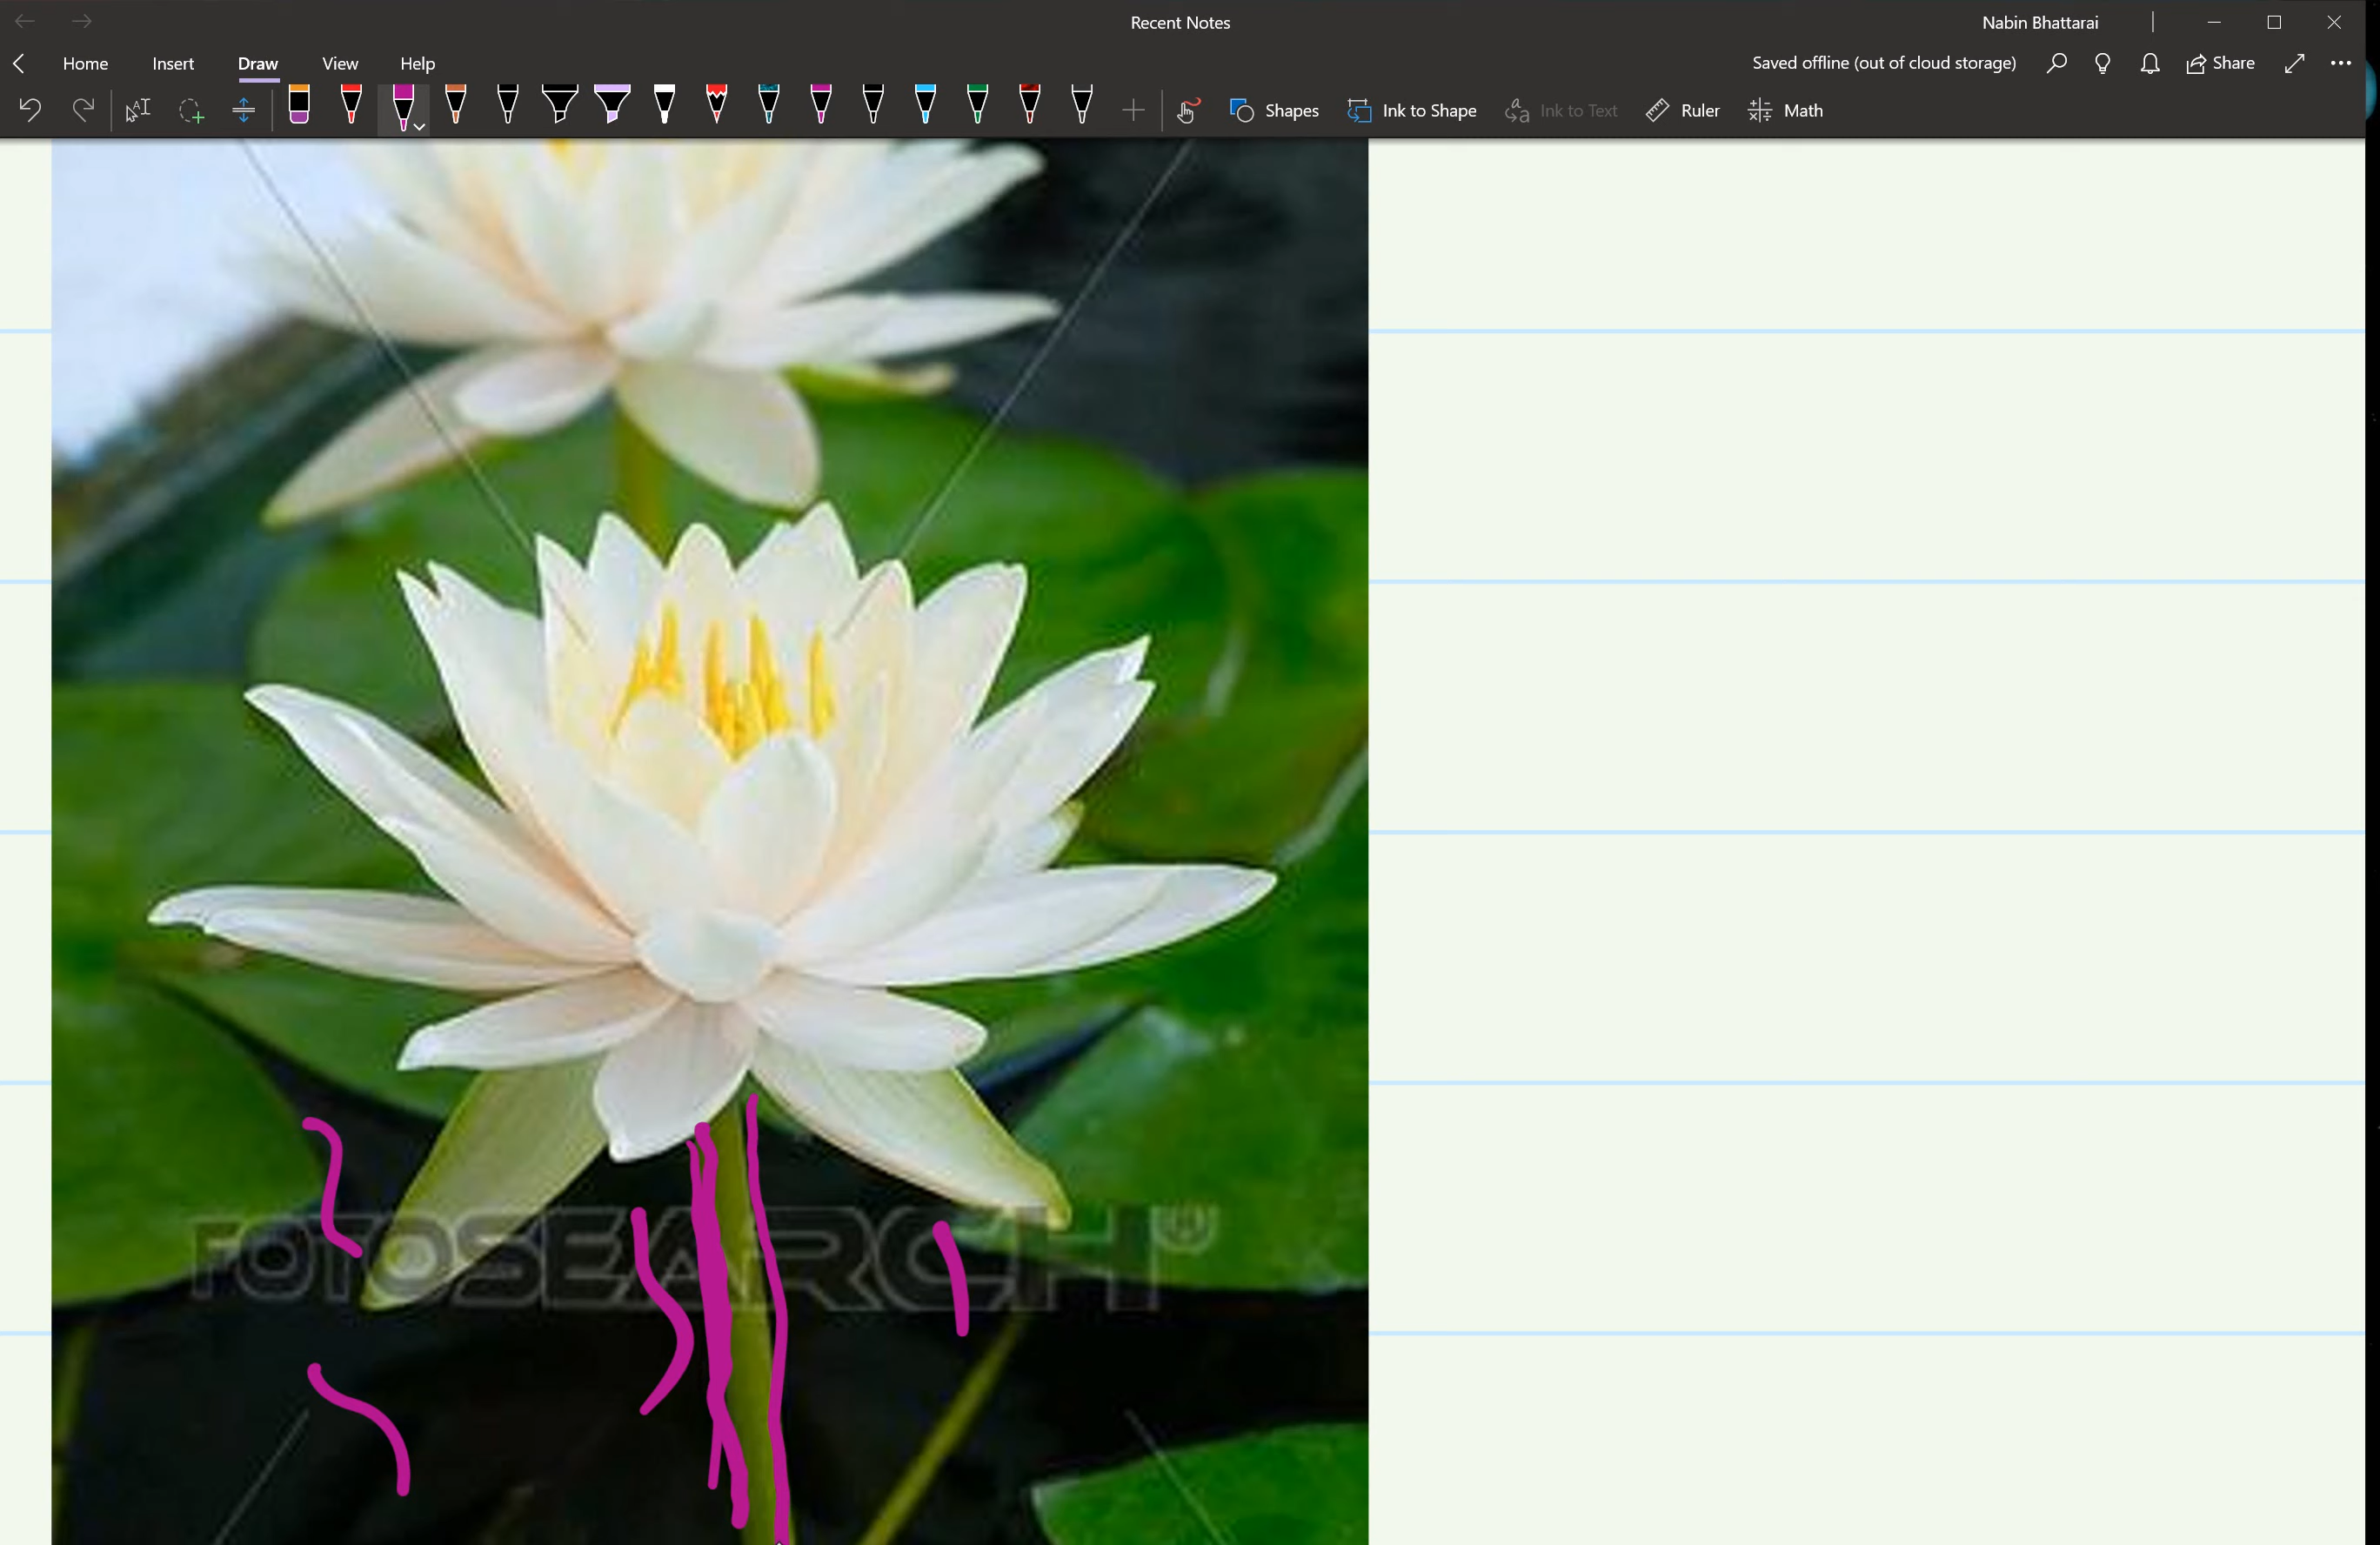 Recent Notes
Nabin Bhattarai
Home Insert Draw View Help
Saved offline (out of cloud storage)
Share
Shapes Ink to Shape Ink to Text Ruler Math
FOTOSEARCH®